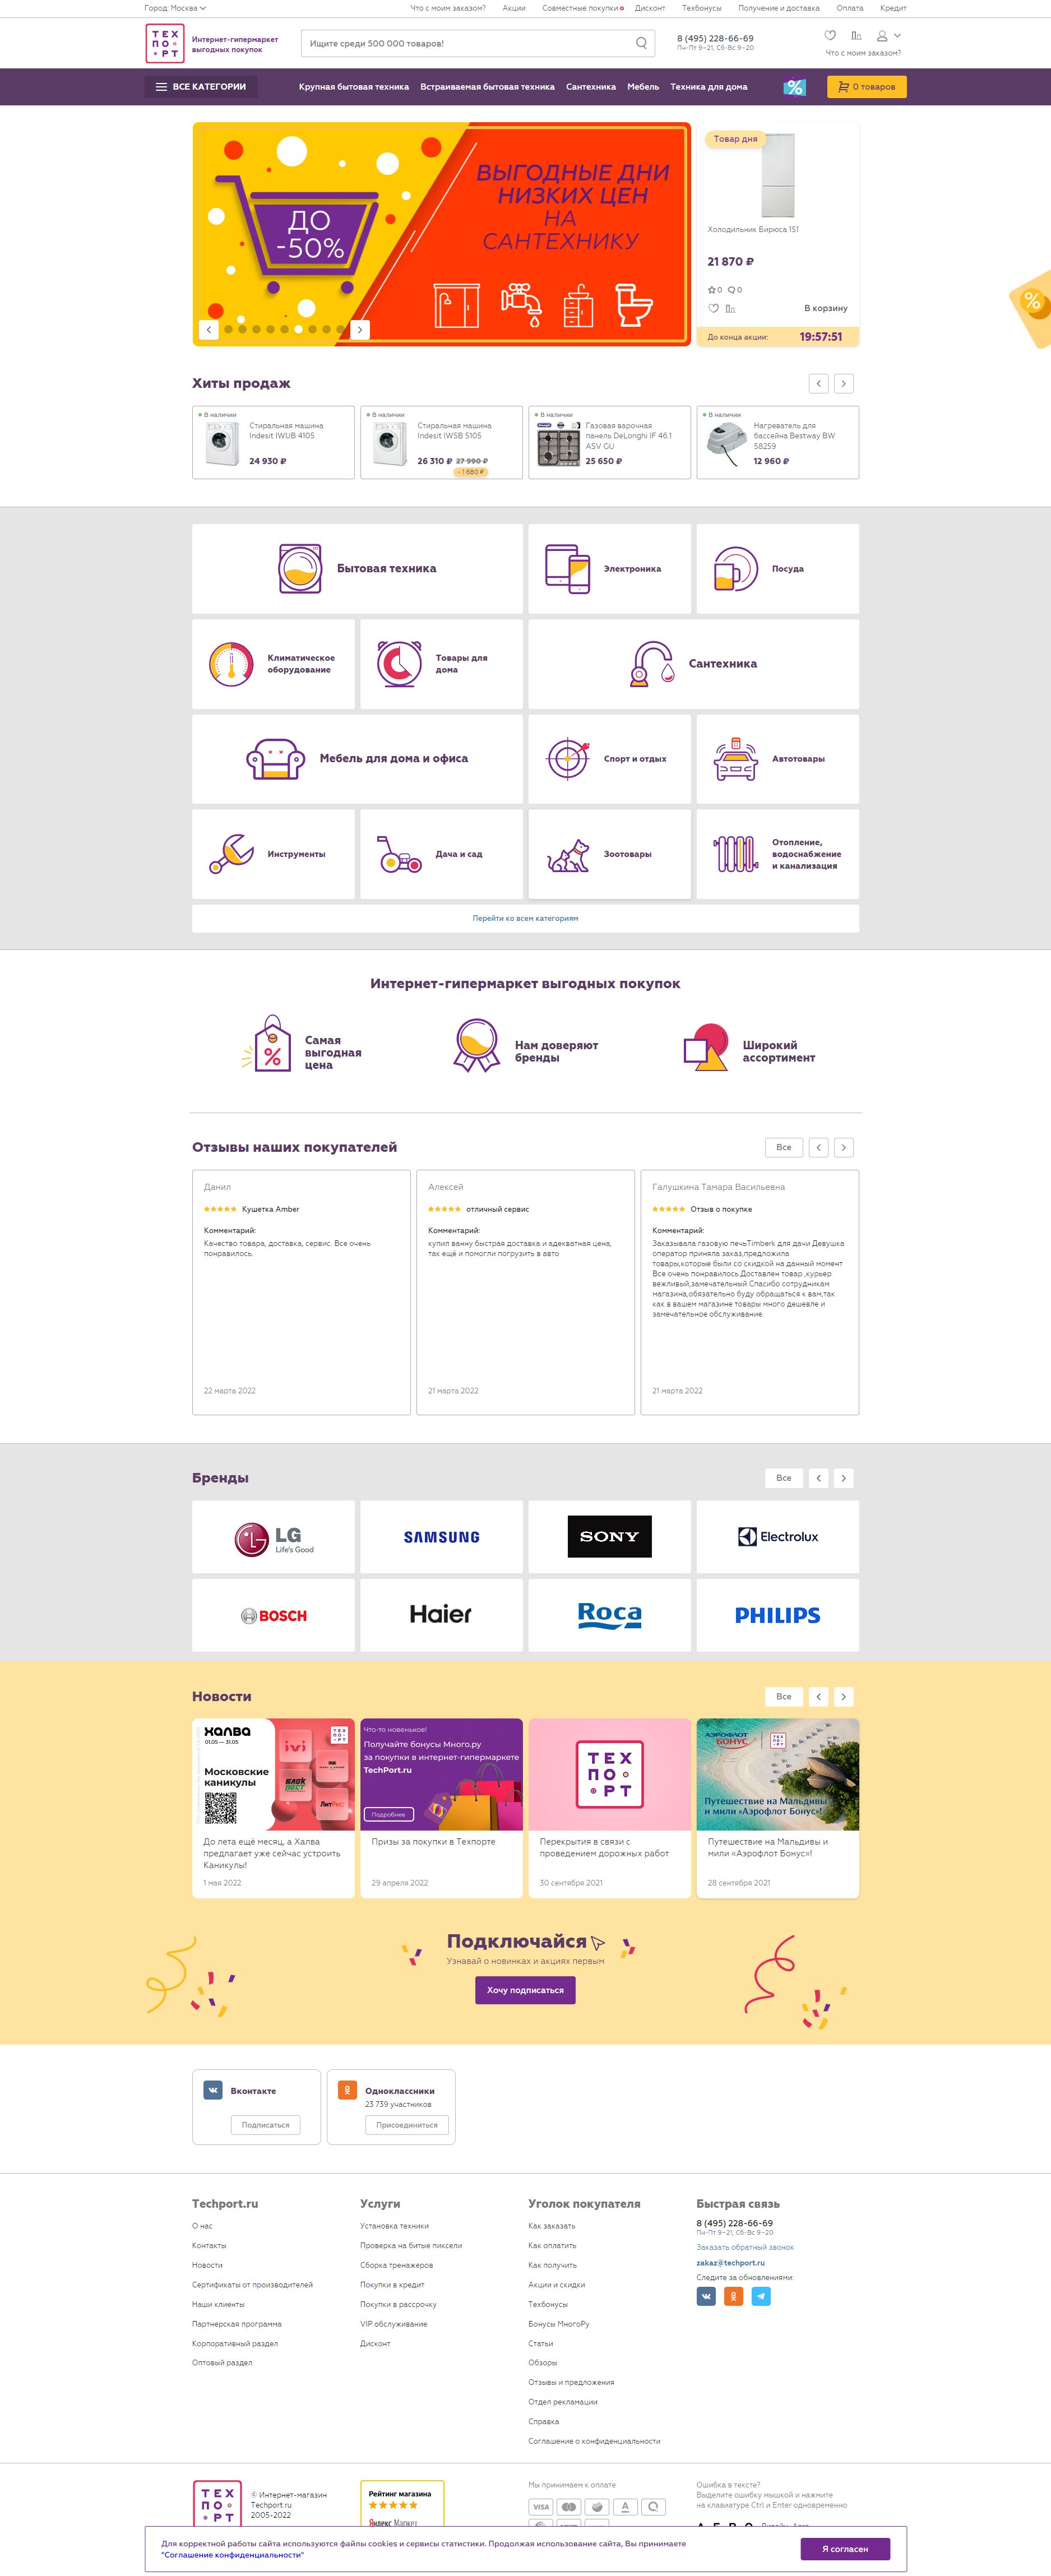 Город: Москва
Что с моим заказом?
Акции
Совместные покупки
Дисконт
Техбонусы
Получение и доставка
Оплата
Кредит
ТЕХ
ПО
РТ
Интернет-гипермаркет
выгодных покупок
Ищите среди 500 000 товаров!
8 (495) 228-66-69
Пн-Пт 9−21, Сб-Вс 9−20
Что с моим заказом?
ВСЕ КАТЕГОРИИ
Крупная бытовая техника
Встраиваемая бытовая техника
Сантехника
Мебель
Техника для дома
%
0 товаров
ДО
-50%
ВЫГОДНЫЕ ДНИ
НИЗКИХ ЦЕН
НА
САНТЕХНИКУ
Товар дня
Холодильник Бирюса 151
21 870 ₽
0
0
В корзину
До конца акции:
19:57:51
%
Хиты продаж
В наличии
Стиральная машина
Indesit IWUB 4105
24 930 ₽
В наличии
Стиральная машина
Indesit IWSB 5105
26 310 ₽ 27 990 ₽
- 1 680 ₽
В наличии
Газовая варочная
панель DeLonghi IF 46.1
ASV GU
25 650 ₽
В наличии
Нагреватель для
бассейна Bestway BW
58259
12 960 ₽
Бытовая техника
Электроника
Посуда
Климатическое
оборудование
Товары для
дома
Сантехника
Мебель для дома и офиса
Спорт и отдых
Автотовары
Инструменты
Дача и сад
Зоотовары
Отопление,
водоснабжение
и канализация
Перейти ко всем категориям
Интернет-гипермаркет выгодных покупок
%
Самая
выгодная
цена
Нам доверяют
бренды
Широкий
ассортимент
Отзывы наших покупателей
Все
Данил
Кушетка Amber
Комментарий:
Качество товара, доставка, сервис. Все очень
понравилось.
22 марта 2022
Алексей
отличный сервис
Комментарий:
купил ванну быстрая доставка и адекватная цена,
так ещё и помогли погрузить в авто
21 марта 2022
Галушкина Тамара Васильевна
Отзыв о покупке
Комментарий:
Заказывала газовую печьTimberk для дачи Девушка
оператор приняла заказ,предложила
товары,которые были со скидкой на данный момент
Все очень понравилось.Доставлен товар ,курьер
вежливый,замечательный.Спасибо сотрудникам
магазина,обязательно буду обращаться к вам,так
как в вашем магазине товары много дешевле и
замечательное обслуживание.
21 марта 2022
Бренды
Все
LG
Life's Good
SAMSUNG
SONY
Electrolux
BOSCH
Haier
Roca
PHILIPS
Новости
Все
ХАЛВА
01.05 — 31.05
Московские
каникулы
ЛитРес
До лета ещё месяц, а Халва
предлагает уже сейчас устроить
Каникулы!
1 мая 2022
Что-то новенькое!
Получайте бонусы Много.ру
за покупки в интернет-гипермаркете
TechPort.ru
Подробнее
Призы за покупки в Техпорте
29 апреля 2022
ТЕХ
ПО
РТ
Перекрытия в связи с
проведением дорожных работ
30 сентября 2021
АЭРОФЛОТ
БОНУС
Путешествие на Мальдивы
и мили «Аэрофлот Бонус»!
Путешествие на Мальдивы и
мили «Аэрофлот Бонус»!
28 сентября 2021
Подключайся
Узнавай о новинках и акциях первым
Хочу подписаться
Вконтакте
Подписаться
Одноклассники
23 739 участников
Присоединиться
Techport.ru
О нас
Контакты
Новости
Сертификаты от производителей
Наши клиенты
Партнерская программа
Корпоративный раздел
Оптовый раздел
Услуги
Установка техники
Проверка на битые пиксели
Сборка тренажеров
Покупки в кредит
Покупки в рассрочку
VIP обслуживание
Дисконт
Уголок покупателя
Как заказать
Как оплатить
Как получить
Акции и скидки
Техбонусы
Бонусы МногоРу
Статьи
Обзоры
Отзывы и предложения
Отдел рекламации
Справка
Соглашение о конфиденциальности
Быстрая связь
8 (495) 228-66-69
Пн-Пт 9−21, Сб-Вс 9−20
Заказать обратный звонок
zakaz@techport.ru
Следите за обновлениями:
ТЕХ
ПО
РТ
© Интернет-магазин
Techport.ru
2005-2022
Рейтинг магазина
Яндекс Маркет
Мы принимаем к оплате
VISA
Ошибка в тексте?
Выделите ошибку мышкой и нажмите
на клавиатуре Ctrl и Enter одновременно
Для корректной работы сайта используются файлы cookies и сервисы статистики. Продолжая использование сайта, Вы принимаете
"Соглашение конфиденциальности"
Я согласен